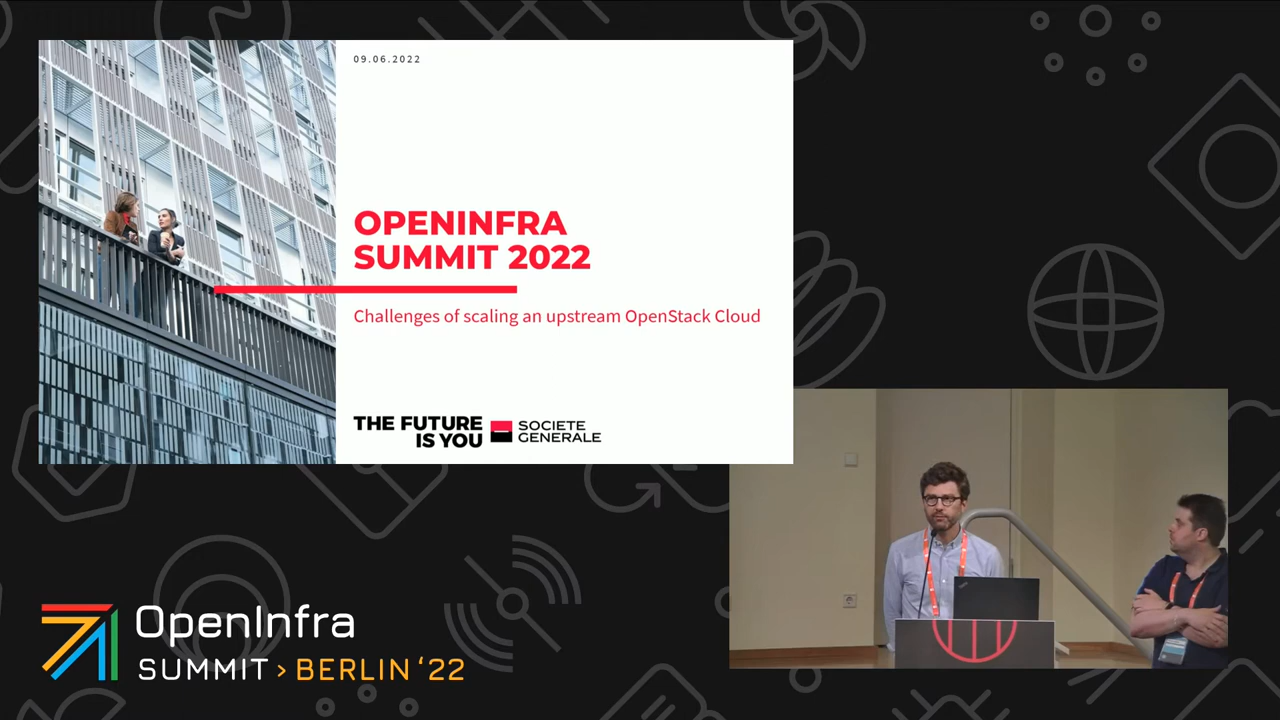 09.06.2022
OPENINFRA
SUMMIT 2022
Challenges of scaling an upstream OpenStack Cloud
THE FUTURE
IS YOU
SOCIETE
GENERALE
OpenInfra
SUMMIT > BERLIN ‘22